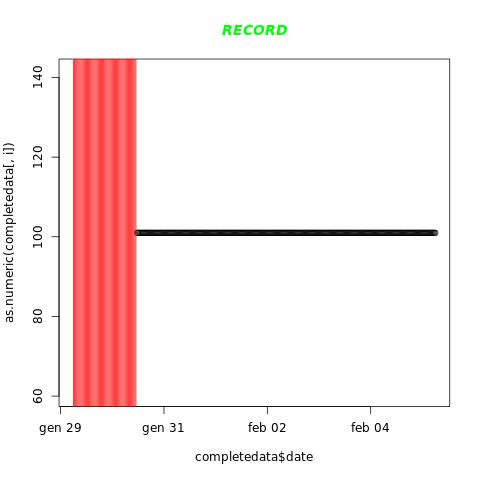 RECORD
140
120
100
80
60
as.numeric(completedata[, i])
gen 29
gen 31
feb 02
feb 04
completedata$date